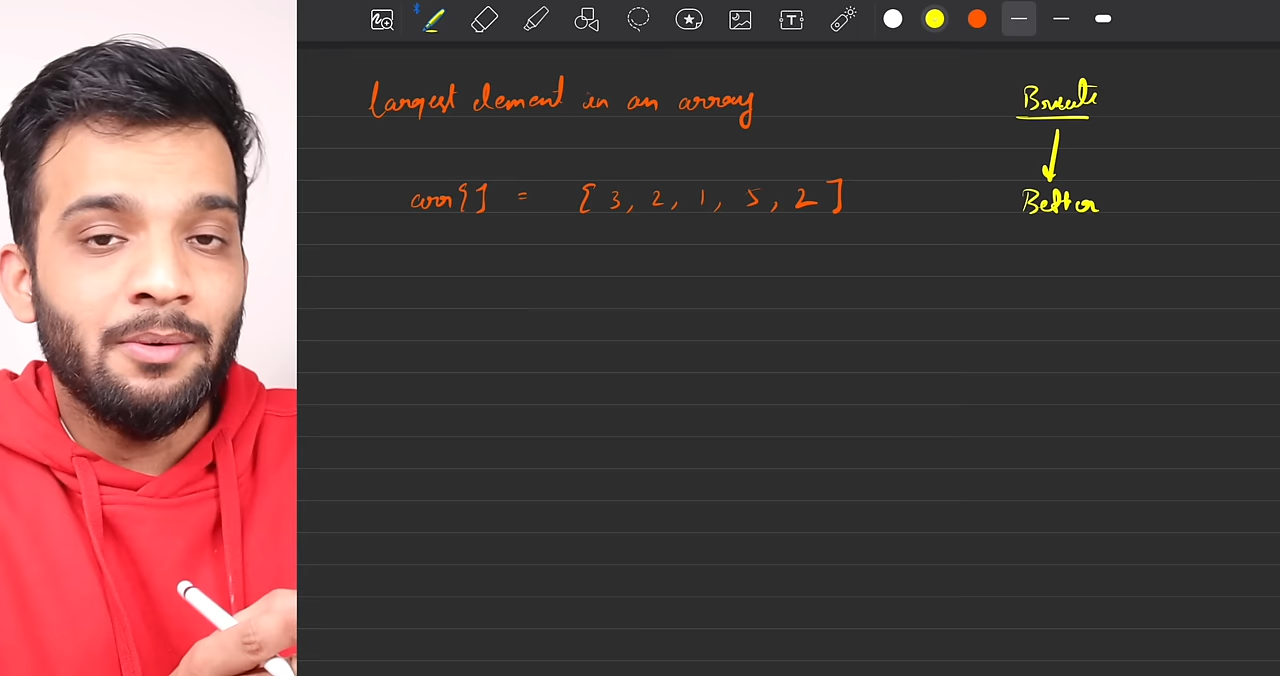 largest element in an array
Brute
arr[] = [ 3, 2, 1, 5, 2 ]
Better